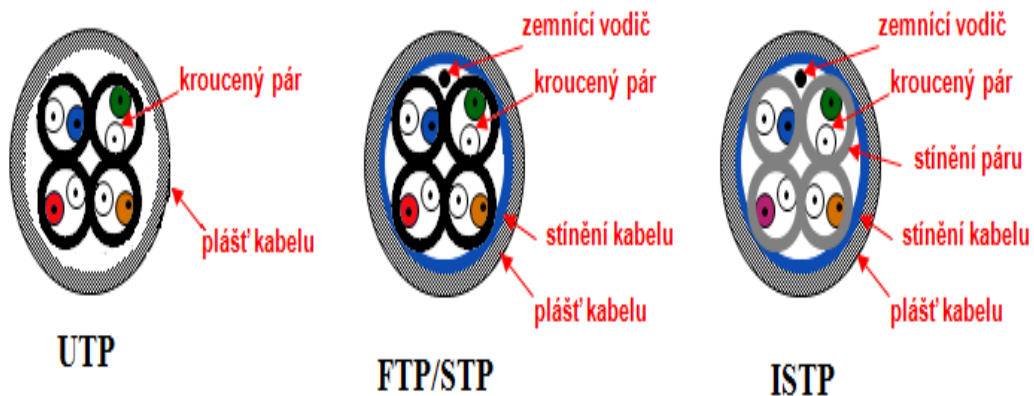 kroucený pár
plášť kabelu
UTP
zemnící vodič
kroucený pár
stínění kabelu
plášť kabelu
FTP/STP
zemnící vodič
kroucený pár
stínění páru
stínění kabelu
plášť kabelu
ISTP